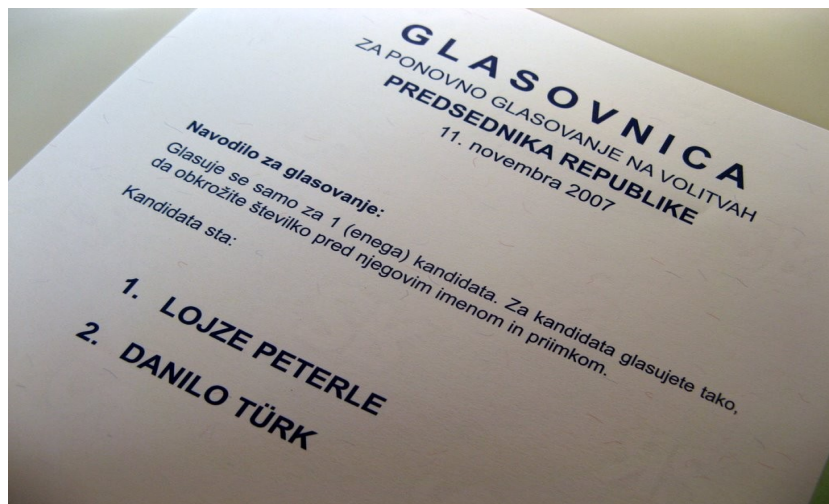 GLASOVNICA
ZA PONOVNO GLASOVANJE NA VOLITVAH
PREDSEDNIKA REPUBLIKE
11. novembra 2007
Navodilo za glasovanje:
Glasuje se samo za 1 (enega) kandidata. Za kandidata glasujete tako,
da obkrožite številko pred njegovim imenom in priimkom.
Kandidata sta:
1. LOJZE PETERLE
2. DANILO TÜRK